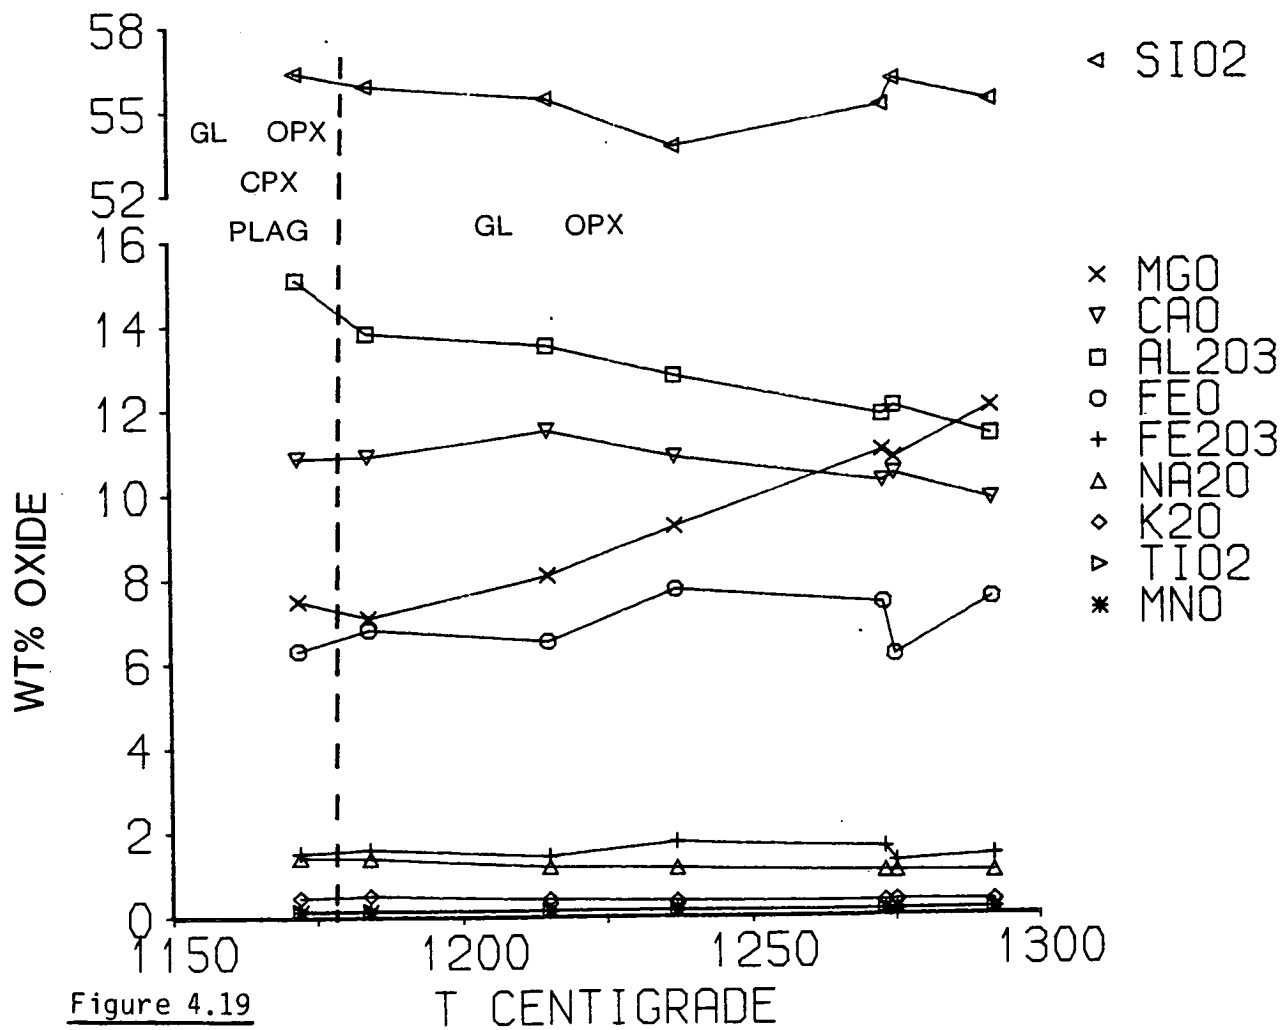 58
55
52
16
14
12
10
8
6
4
2
0
WT% OXIDE
GL OPX
CPX
PLAG
GL OPX
SIO2
MGO
CAO
AL2O3
FEO
FE2O3
NA2O
K2O
TIO2
MNO
1150
1200
1250
1300
T CENTIGRADE
Figure 4.19